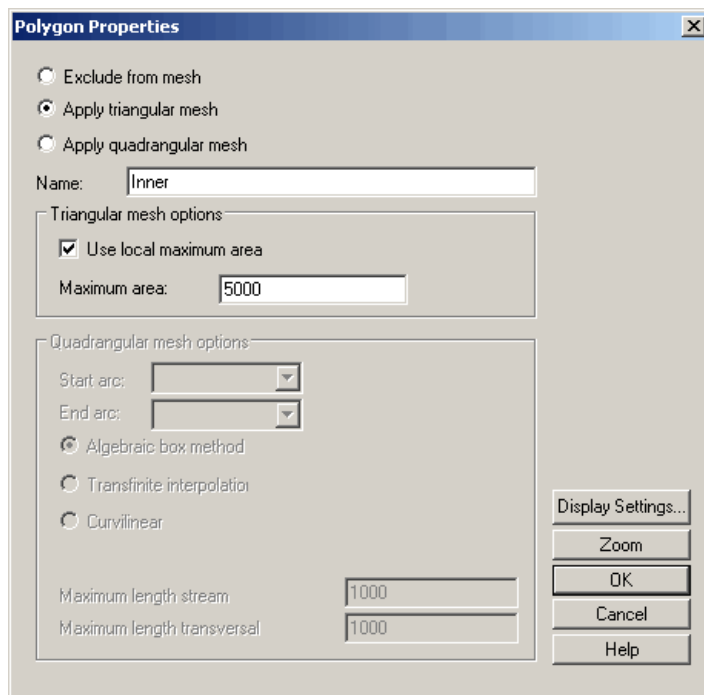 Polygon Properties
Exclude from mesh
Apply triangular mesh
Apply quadrangular mesh
Name: Inner
Triangular mesh options
Use local maximum area
Maximum area: 5000
Quadrangular mesh options
Start arc:
End arc:
Algebraic box method
Transfinite interpolation
Curvilinear
Maximum length stream 1000
Maximum length transversal 1000
Display Settings...
Zoom
OK
Cancel
Help